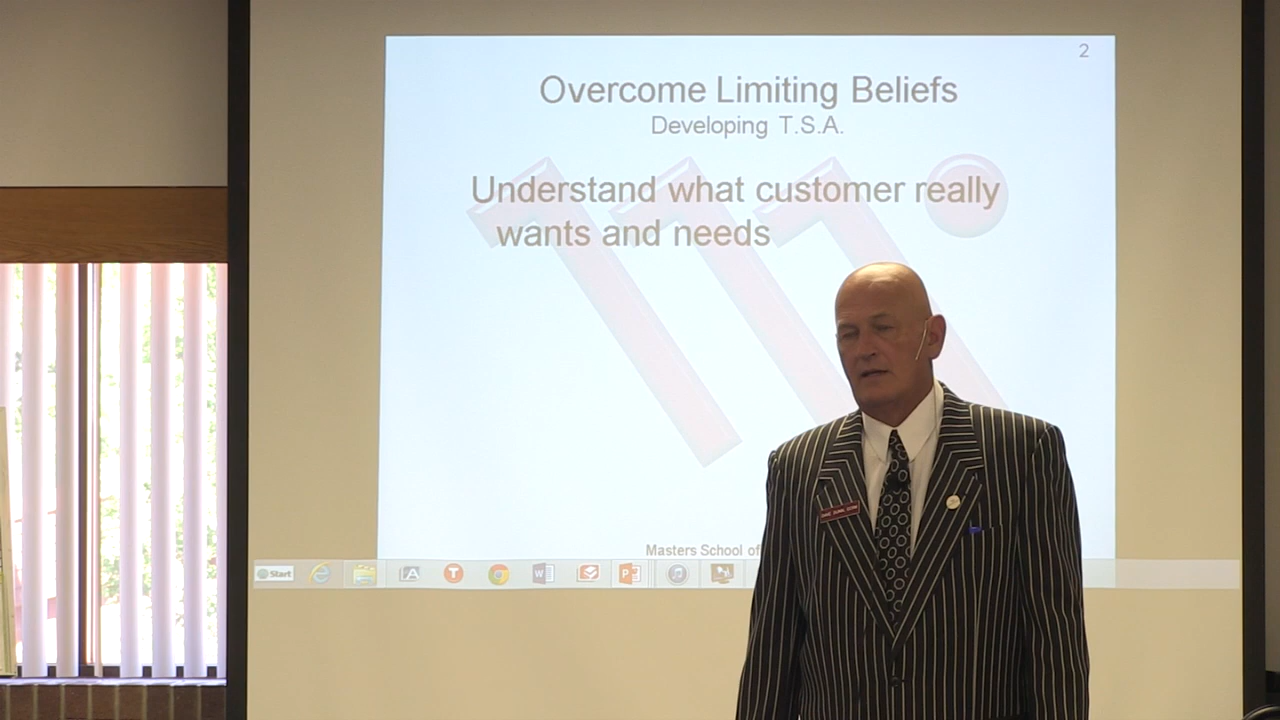 2
Overcome Limiting Beliefs
Developing T.S.A.
Understand what customer really
wants and needs
Masters School of
Start